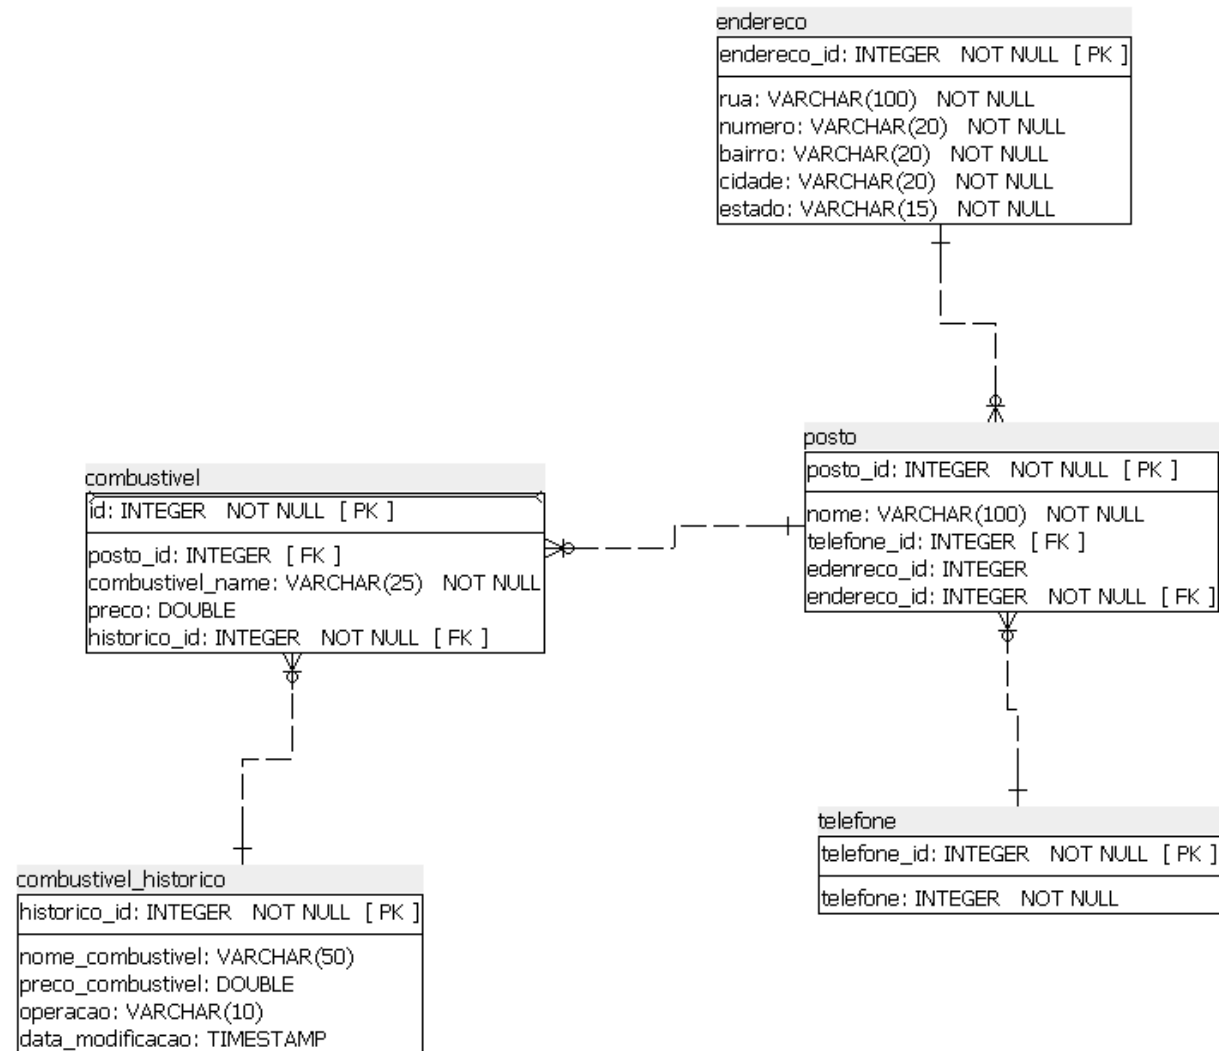 endereco
endereco_id: INTEGER NOT NULL [ PK ]
rua: VARCHAR(100) NOT NULL
numero: VARCHAR(20) NOT NULL
bairro: VARCHAR(20) NOT NULL
cidade: VARCHAR(20) NOT NULL
estado: VARCHAR(15) NOT NULL
posto
posto_id: INTEGER NOT NULL [ PK ]
nome: VARCHAR(100) NOT NULL
telefone_id: INTEGER [ FK ]
edenreco_id: INTEGER
endereco_id: INTEGER NOT NULL [ FK ]
combustivel
id: INTEGER NOT NULL [ PK ]
posto_id: INTEGER [ FK ]
combustivel_name: VARCHAR(25) NOT NULL
preco: DOUBLE
historico_id: INTEGER NOT NULL [ FK ]
telefone
telefone_id: INTEGER NOT NULL [ PK ]
telefone: INTEGER NOT NULL
combustivel_historico
historico_id: INTEGER NOT NULL [ PK ]
nome_combustivel: VARCHAR(50)
preco_combustivel: DOUBLE
operacao: VARCHAR(10)
data_modificacao: TIMESTAMP